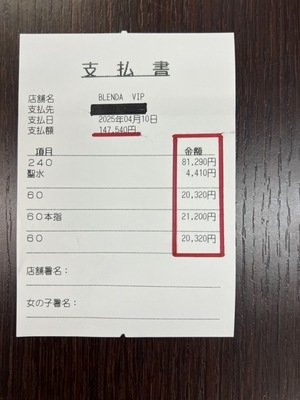 支払書
店舗名 BLENDA VIP
支払先
支払日 2025年04月10日
支払額 147,540円
項目 金額
240 81,290円
聖水 4,410円
60 20,320円
60本指 21,200円
60 20,320円
店舗署名：
女の子署名：